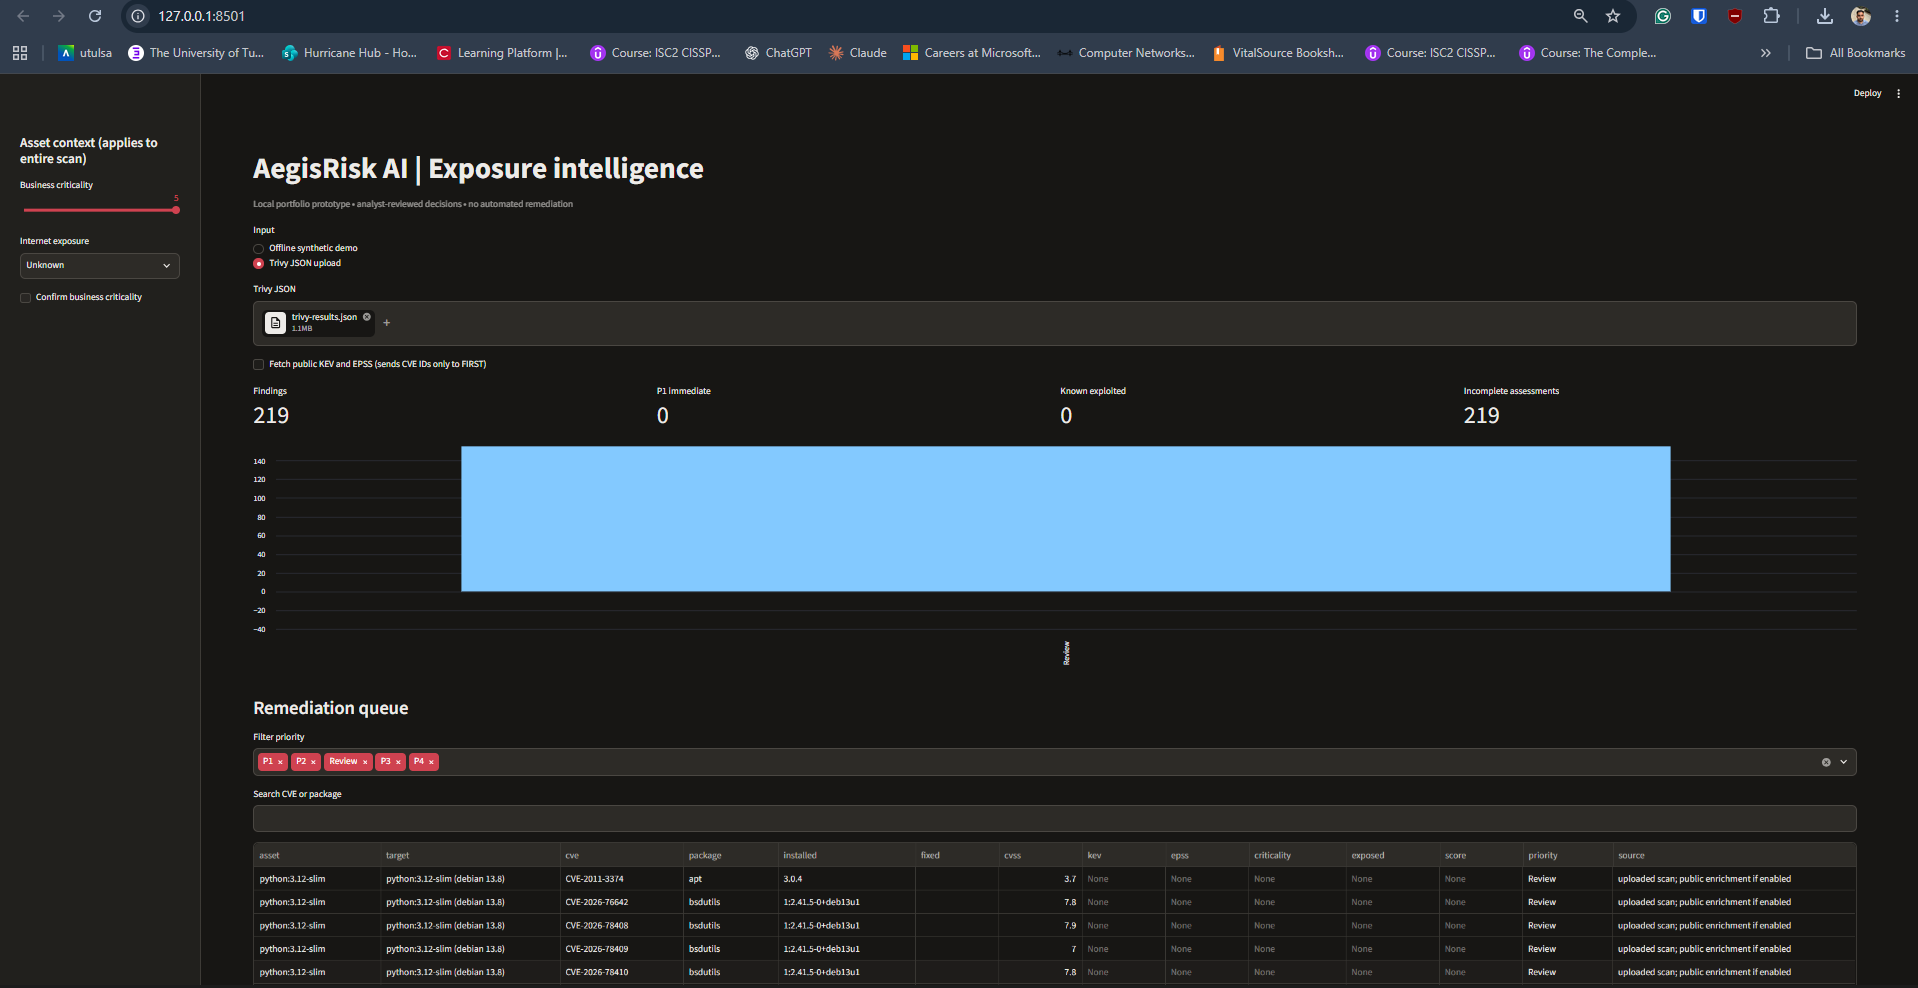 127.0.0.1:8501
utulsa
The University of Tu...
Hurricane Hub - Ho...
Learning Platform |...
Course: ISC2 CISSP...
ChatGPT
Claude
Careers at Microsoft...
Computer Networks...
VitalSource Booksh...
Course: ISC2 CISSP...
Course: The Comple...
All Bookmarks
Deploy
Asset context (applies to
entire scan)
Business criticality
5
Internet exposure
Unknown
Confirm business criticality
AegisRisk AI | Exposure intelligence
Local portfolio prototype • analyst-reviewed decisions • no automated remediation
Input
Offline synthetic demo
Trivy JSON upload
Trivy JSON
trivy-results.json
1.1MB
Fetch public KEV and EPSS (sends CVE IDs only to FIRST)
Findings P1 immediate Known exploited Incomplete assessments
219 0 0 219
140
120
100
80
60
40
20
0
−20
−40
Review
Remediation queue
Filter priority
P1 × P2 × Review × P3 × P4 ×
Search CVE or package
asset target cve package installed fixed cvss kev epss criticality exposed score priority source
python:3.12-slim python:3.12-slim (debian 13.8) CVE-2011-3374 apt 3.0.4 3.7 None None None None None Review uploaded scan; public enrichment if enabled
python:3.12-slim python:3.12-slim (debian 13.8) CVE-2026-76642 bsdutils 1:2.41.5-0+deb13u1 7.8 None None None None None Review uploaded scan; public enrichment if enabled
python:3.12-slim python:3.12-slim (debian 13.8) CVE-2026-78408 bsdutils 1:2.41.5-0+deb13u1 7.9 None None None None None Review uploaded scan; public enrichment if enabled
python:3.12-slim python:3.12-slim (debian 13.8) CVE-2026-78409 bsdutils 1:2.41.5-0+deb13u1 7 None None None None None Review uploaded scan; public enrichment if enabled
python:3.12-slim python:3.12-slim (debian 13.8) CVE-2026-78410 bsdutils 1:2.41.5-0+deb13u1 7.8 None None None None None Review uploaded scan; public enrichment if enabled